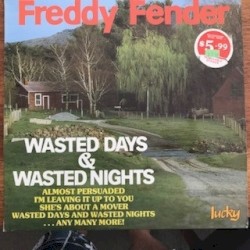 Freddy Fender
$5.99
WASTED DAYS
&
WASTED NIGHTS
ALMOST PERSUADED
I'M LEAVING IT UP TO YOU
SHE'S ABOUT A MOVER
WASTED DAYS AND WASTED NIGHTS
...ANY MANY MORE!
lucky